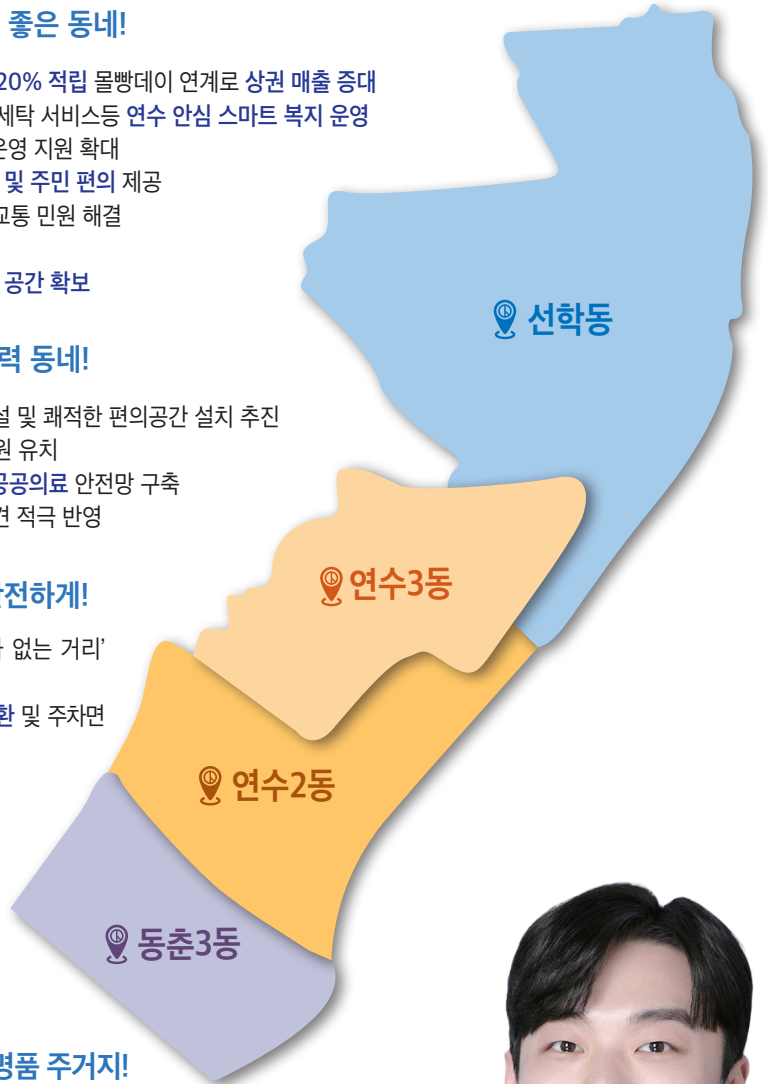 좋은 동네!
20% 적립 몰빵데이 연계로 상권 매출 증대
세탁 서비스등 연수 안심 스마트 복지 운영
운영 지원 확대
및 주민 편의 제공
교통 민원 해결
공간 확보
선학동
력 동네!
설 및 쾌적한 편의공간 설치 추진
원 유치
공공의료 안전망 구축
견 적극 반영
연수3동
안전하게!
없는 거리’
환 및 주차면
연수2동
동춘3동
명품 주거지!